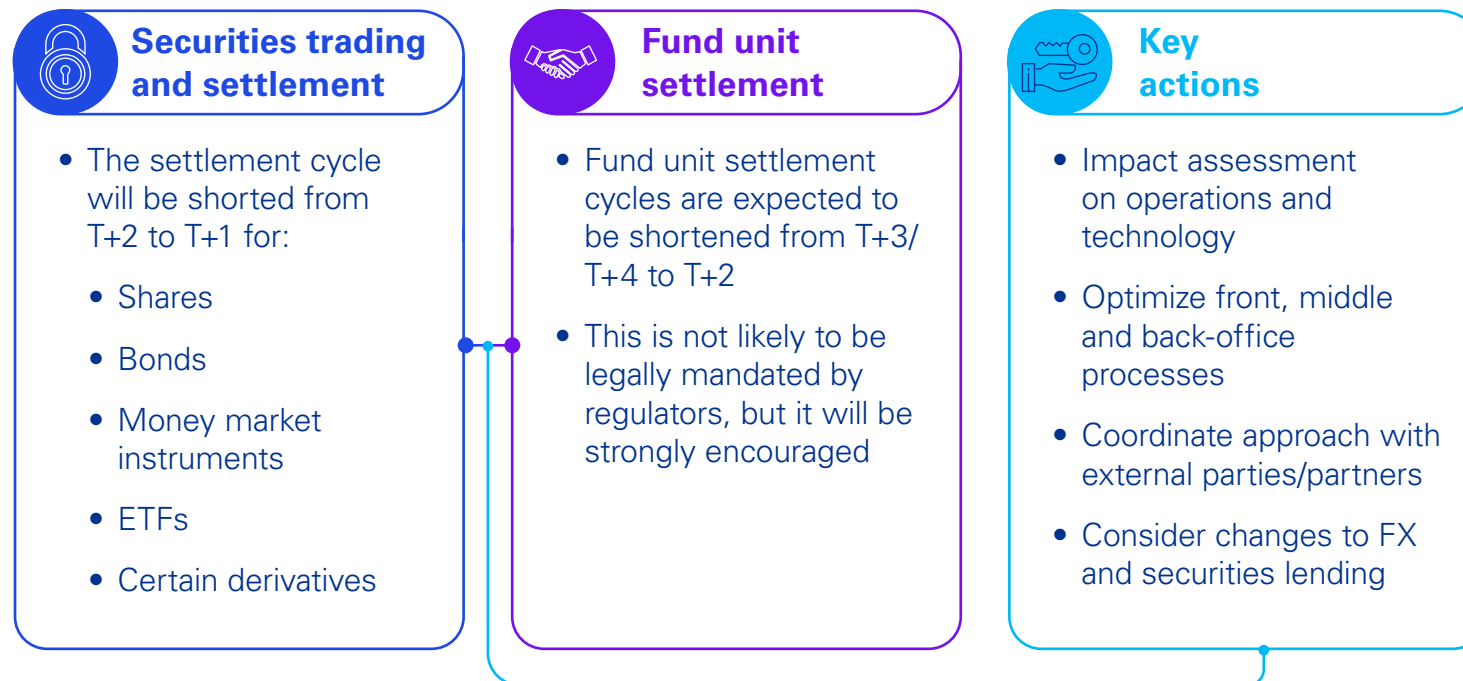 Securities trading
and settlement
• The settlement cycle
will be shorted from
T+2 to T+1 for:
• Shares
• Bonds
• Money market
instruments
• ETFs
• Certain derivatives
Fund unit
settlement
• Fund unit settlement
cycles are expected to
be shortened from T+3/
T+4 to T+2
• This is not likely to be
legally mandated by
regulators, but it will be
strongly encouraged
Key
actions
• Impact assessment
on operations and
technology
• Optimize front, middle
and back-office
processes
• Coordinate approach with
external parties/partners
• Consider changes to FX
and securities lending